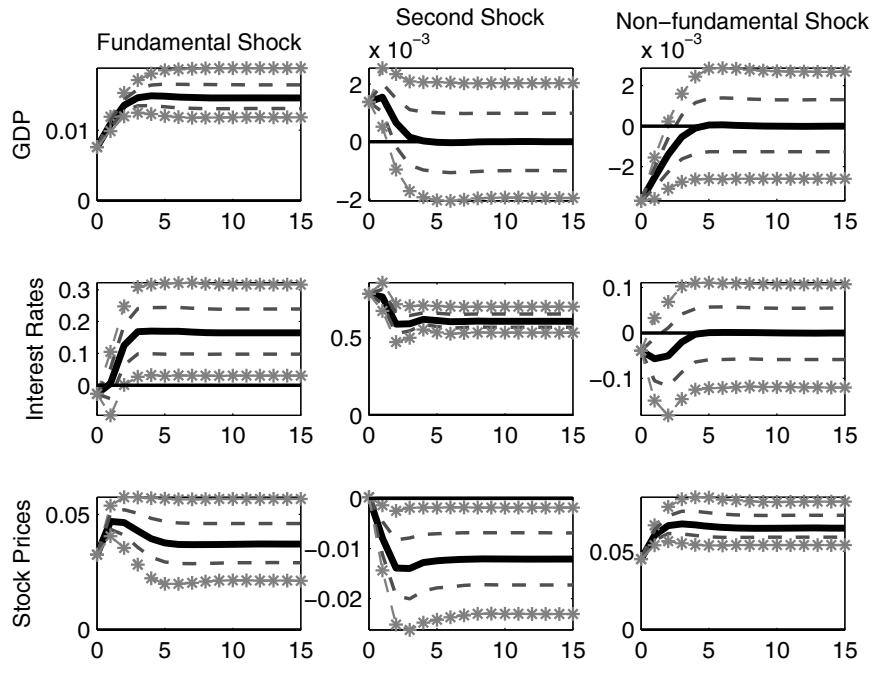 Fundamental Shock
Second Shock
Non−fundamental Shock
x 10−3
x 10−3
GDP
0.01
0
2
0
−2
2
0
−2
0 5 10 15
0 5 10 15
0 5 10 15
Interest Rates
0.3
0.2
0.1
0
0.5
0
0.1
0
−0.1
0 5 10 15
0 5 10 15
0 5 10 15
Stock Prices
0.05
0
0
−0.01
−0.02
0.05
0
0 5 10 15
0 5 10 15
0 5 10 15